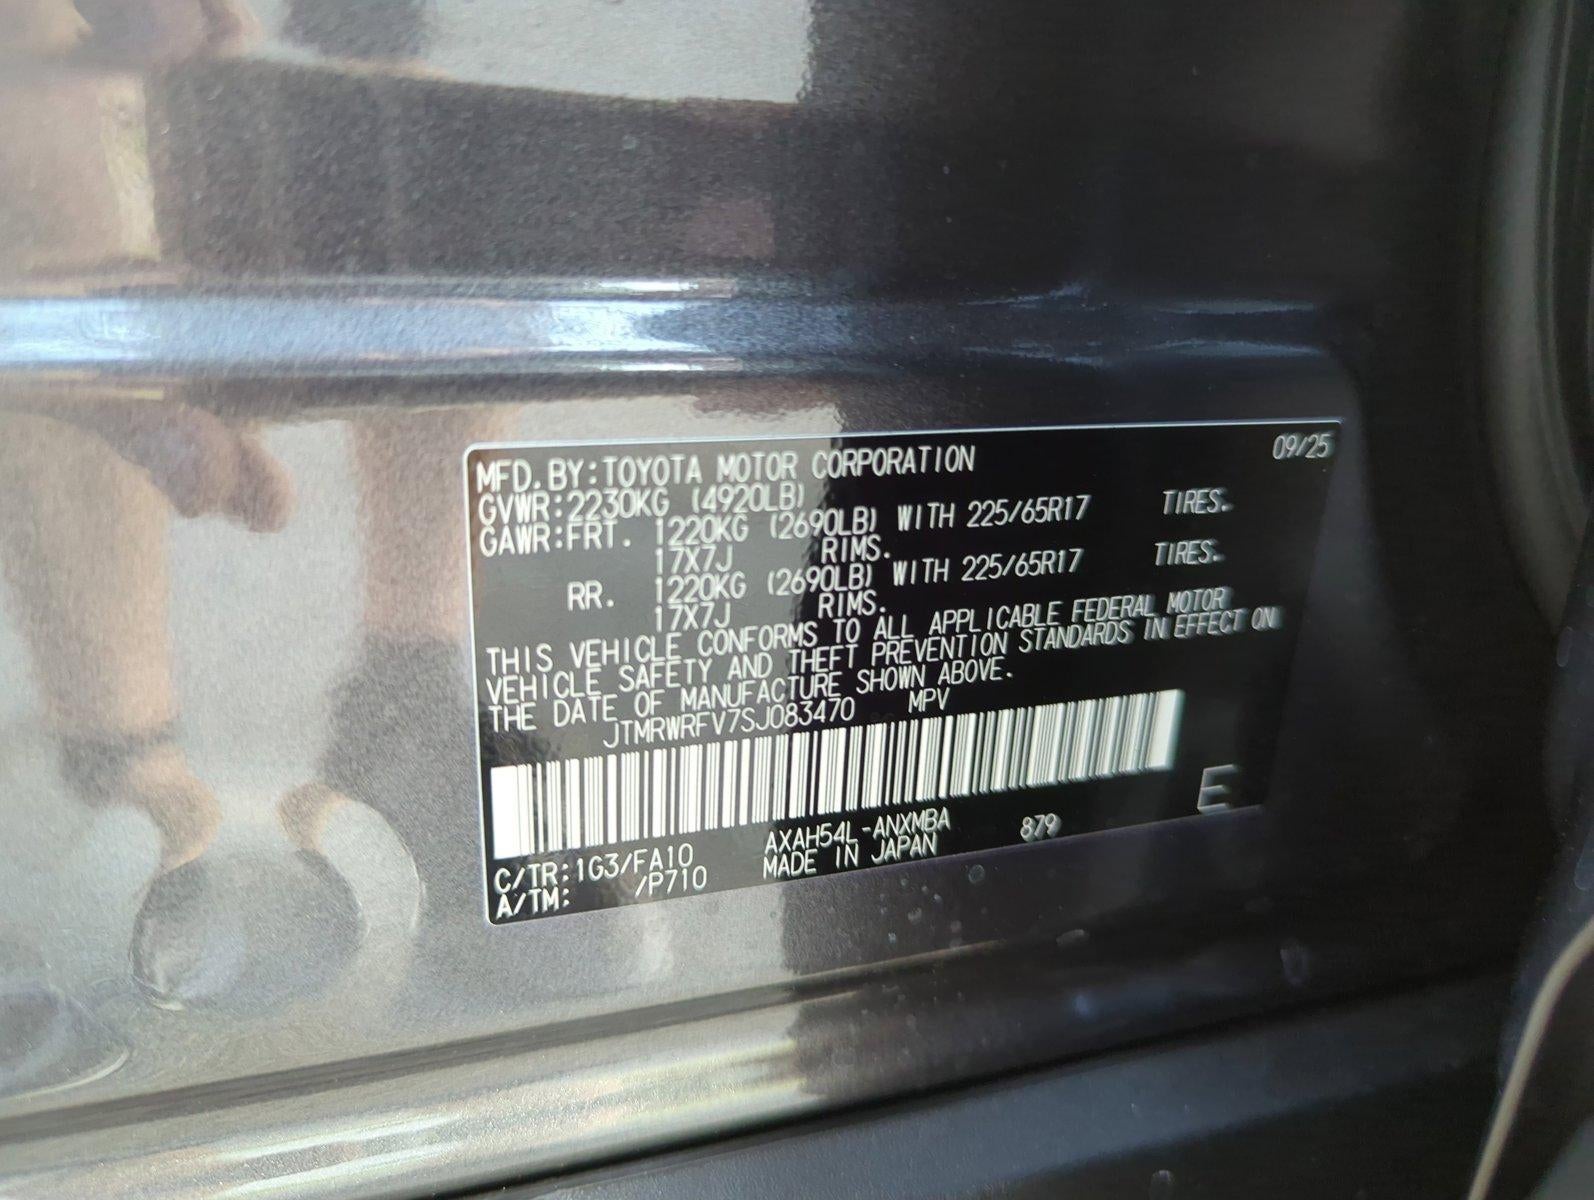 MFD.BY:TOYOTA MOTOR CORPORATION 09/25
GVWR:2230KG (4920LB)
GAWR:FRT. 1220KG (2690LB) WITH 225/65R17 TIRES.
17X7J RIMS.
RR. 1220KG (2690LB) WITH 225/65R17 TIRES.
17X7J RIMS.
THIS VEHICLE CONFORMS TO ALL APPLICABLE FEDERAL MOTOR
VEHICLE SAFETY AND THEFT PREVENTION STANDARDS IN EFFECT ON
THE DATE OF MANUFACTURE SHOWN ABOVE.
JTMRWRFV7SJ083470 MPV
E
C/TR:1G3/FA10 AXAH54L-ANXMBA 879
A/TM: /P710 MADE IN JAPAN